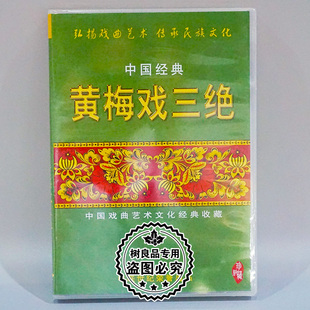 弘扬戏曲艺术 传承民族文化
中国经典
黄梅戏三绝
中国戏曲艺术文化经典收藏
树良品专用
盗图必究